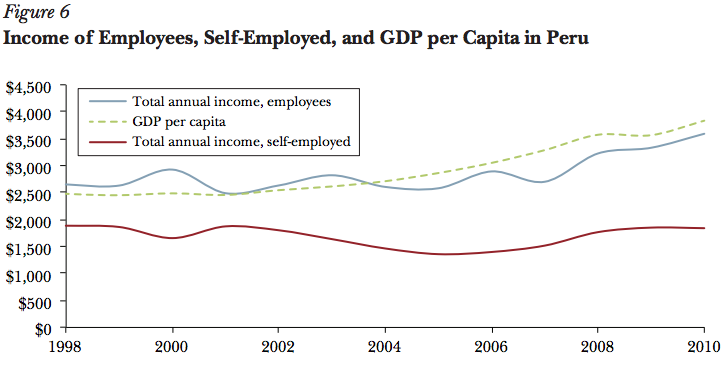 Figure 6
Income of Employees, Self-Employed, and GDP per Capita in Peru
$4,500
$4,000
$3,500
$3,000
$2,500
$2,000
$1,500
$1,000
$500
$0
Total annual income, employees
GDP per capita
Total annual income, self-employed
1998 2000 2002 2004 2006 2008 2010